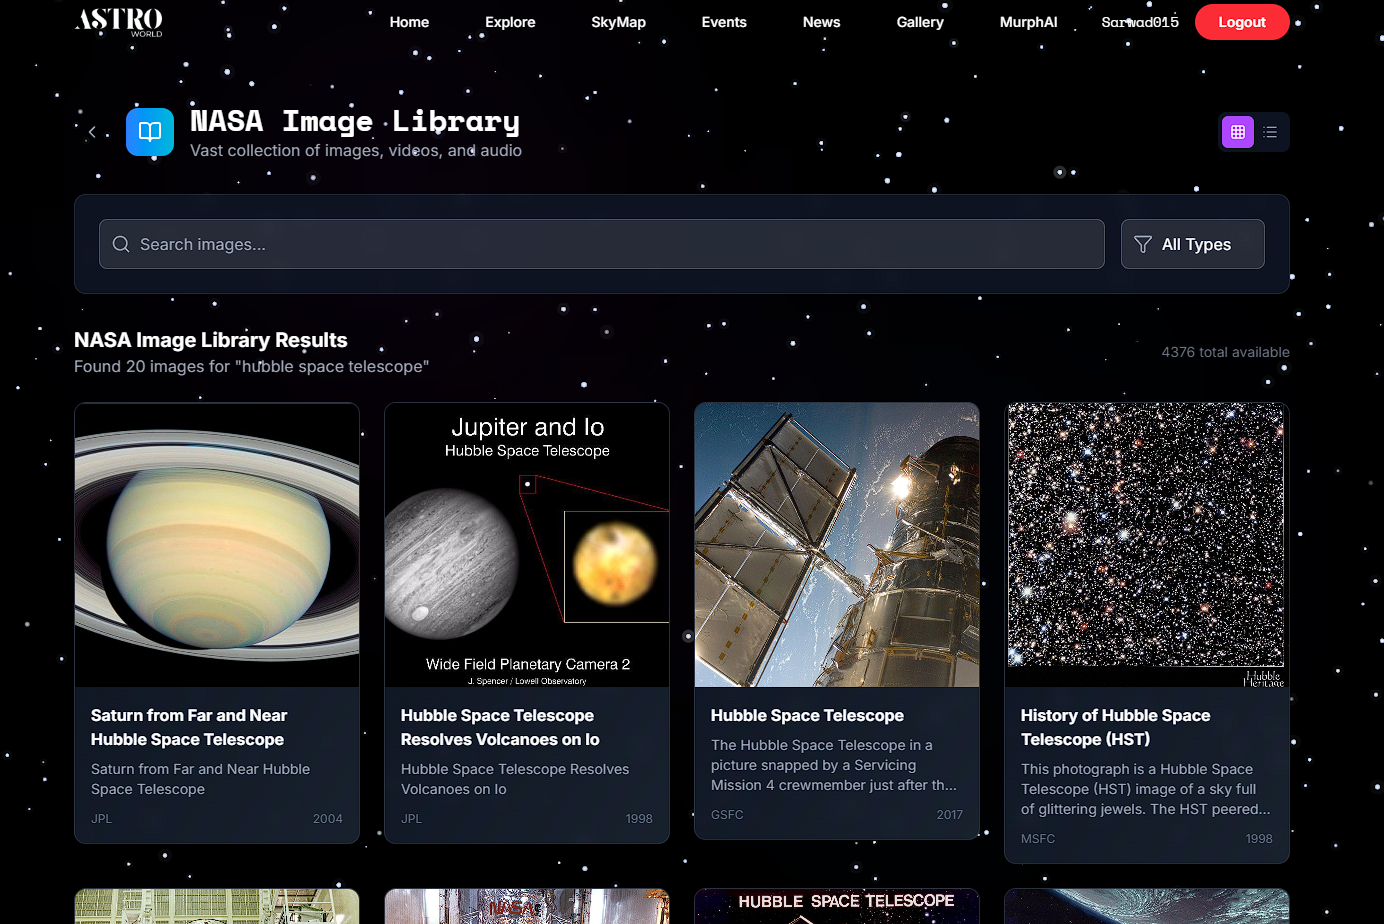 ASTRO
WORLD
Home
Explore
SkyMap
Events
News
Gallery
MurphAI
Sarwad015
Logout
NASA Image Library
Vast collection of images, videos, and audio
Search images...
All Types
NASA Image Library Results
Found 20 images for "hubble space telescope"
4376 total available
Jupiter and Io
Hubble Space Telescope
Wide Field Planetary Camera 2
J. Spencer / Lowell Observatory
Hubble
Heritage
Saturn from Far and Near
Hubble Space Telescope
Saturn from Far and Near Hubble
Space Telescope
JPL
2004
Hubble Space Telescope
Resolves Volcanoes on Io
Hubble Space Telescope Resolves
Volcanoes on Io
JPL
1998
Hubble Space Telescope
The Hubble Space Telescope in a
picture snapped by a Servicing
Mission 4 crewmember just after th...
GSFC
2017
History of Hubble Space
Telescope (HST)
This photograph is a Hubble Space
Telescope (HST) image of a sky full
of glittering jewels. The HST peered...
MSFC
1998
NASA
HUBBLE SPACE TELESCOPE